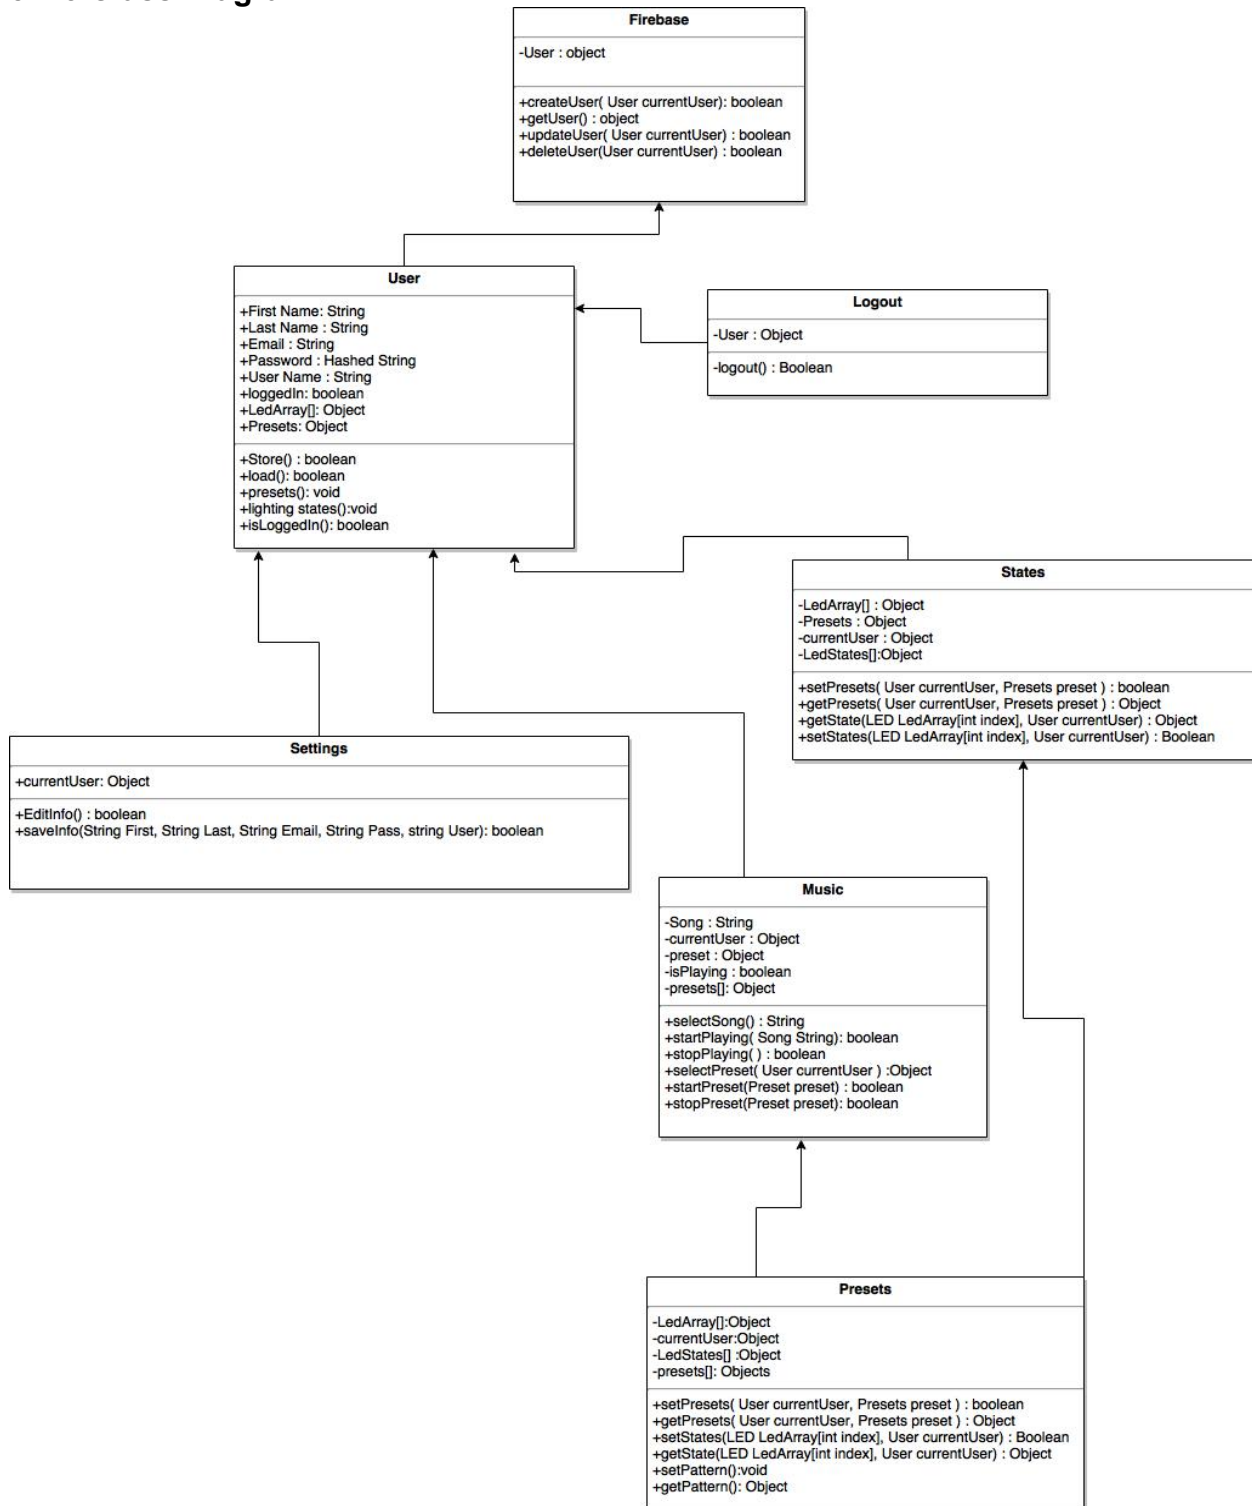 Firebase
-User : object
+createUser( User currentUser): boolean
+getUser() : object
+updateUser( User currentUser) : boolean
+deleteUser(User currentUser) : boolean
User
+First Name: String
+Last Name : String
+Email : String
+Password : Hashed String
+User Name : String
+loggedIn: boolean
+LedArray[]: Object
+Presets: Object
+Store() : boolean
+load(): boolean
+presets(): void
+lighting states():void
+isLoggedIn(): boolean
Logout
-User : Object
-logout() : Boolean
States
-LedArray[] : Object
-Presets : Object
-currentUser : Object
-LedStates[]:Object
+setPresets( User currentUser, Presets preset ) : boolean
+getPresets( User currentUser, Presets preset ) : Object
+getState(LED LedArray[int index], User currentUser) : Object
+setStates(LED LedArray[int index], User currentUser) : Boolean
Settings
+currentUser: Object
+EditInfo() : boolean
+saveInfo(String First, String Last, String Email, String Pass, string User): boolean
Music
-Song : String
-currentUser : Object
-preset : Object
-isPlaying : boolean
-presets[]: Object
+selectSong() : String
+startPlaying( Song String): boolean
+stopPlaying( ) : boolean
+selectPreset( User currentUser ) :Object
+startPreset(Preset preset) : boolean
+stopPreset(Preset preset): boolean
Presets
-LedArray[]:Object
-currentUser:Object
-LedStates[] :Object
-presets[]: Objects
+setPresets( User currentUser, Presets preset ) : boolean
+getPresets( User currentUser, Presets preset ) : Object
+setStates(LED LedArray[int index], User currentUser) : Boolean
+getState(LED LedArray[int index], User currentUser) : Object
+setPattern():void
+getPattern(): Object